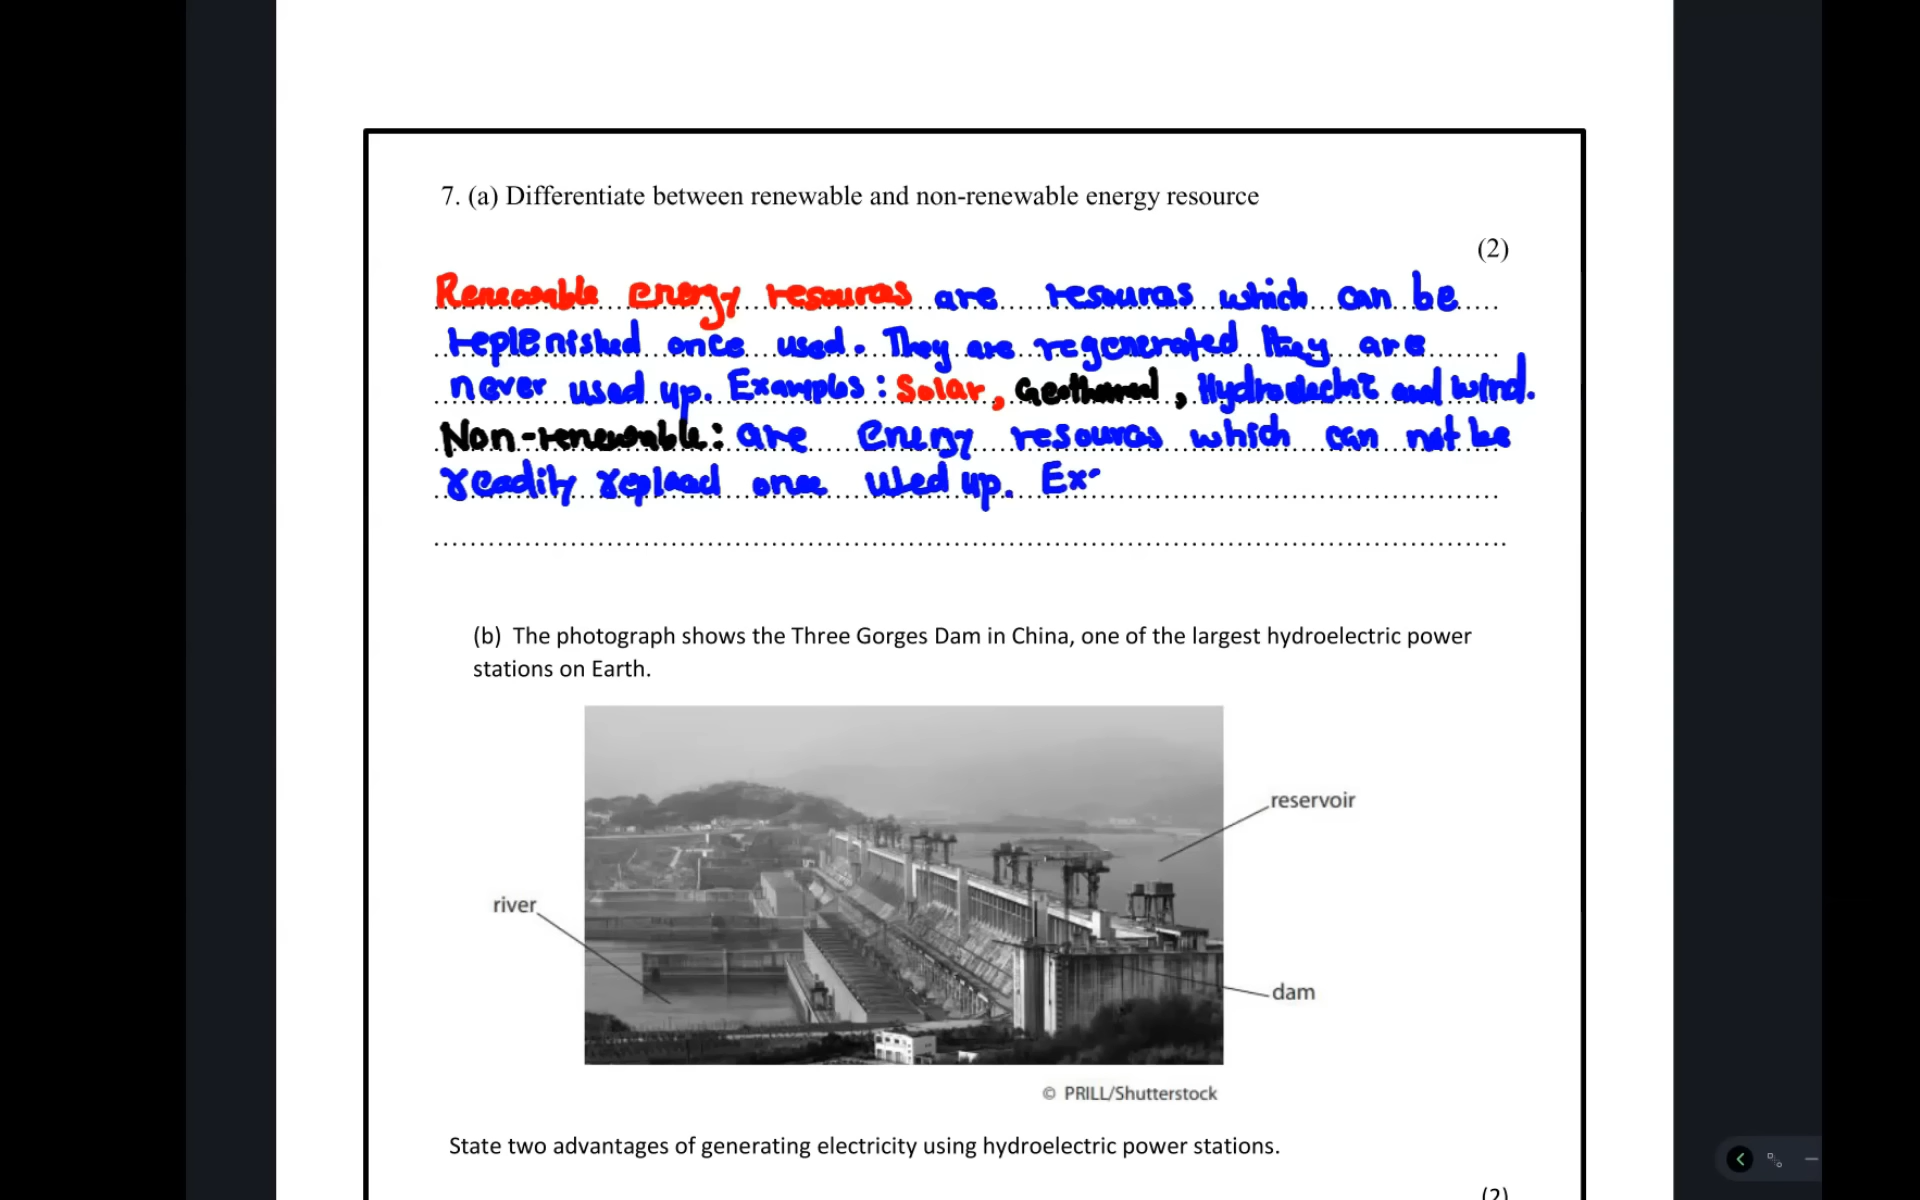 7. (a) Differentiate between renewable and non-renewable energy resource
(2)
Renewable energy resources are resources which can be
replenished once used. They are regenerated they are
never used up. Examples: Solar, Geothermal, Hydroelectric and wind.
Non-renewable: are energy resources which can not be
readily replaced once used up. Ex
(b) The photograph shows the Three Gorges Dam in China, one of the largest hydroelectric power
stations on Earth.
reservoir
river
dam
© PRILL/Shutterstock
State two advantages of generating electricity using hydroelectric power stations.
(2)